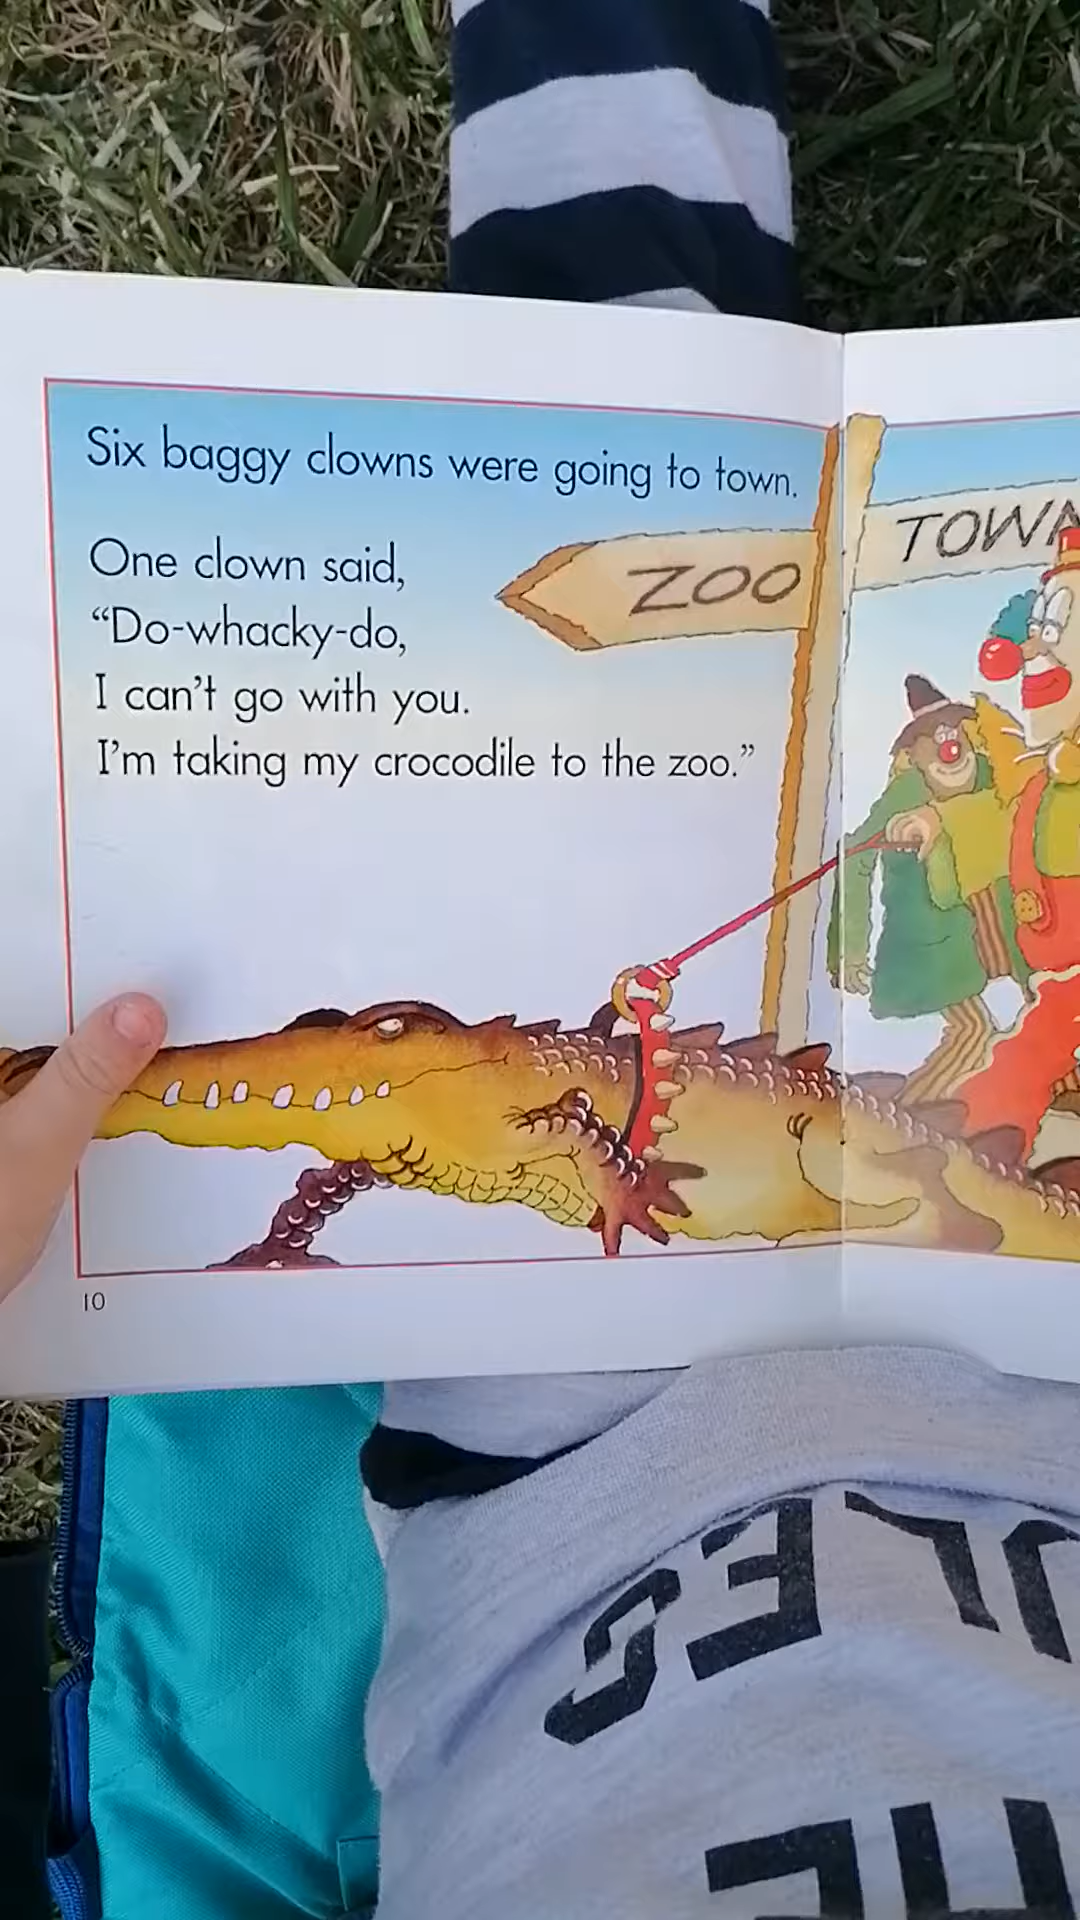 Six baggy clowns were going to town.
One clown said,
“Do-whacky-do,
I can’t go with you.
I’m taking my crocodile to the zoo.”
ZOO
TOWN
10